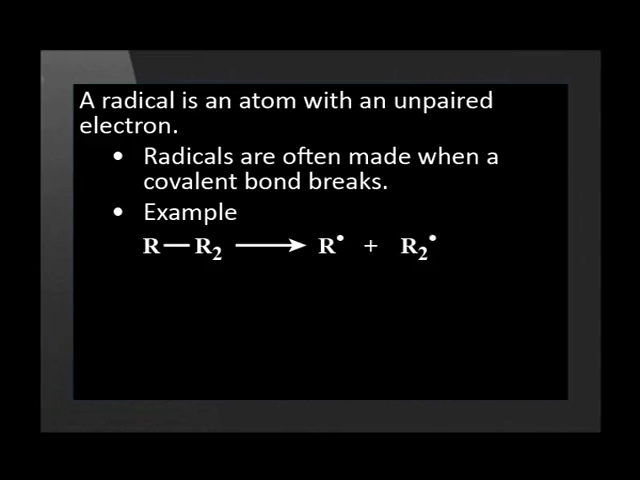 A radical is an atom with an unpaired
electron.
• Radicals are often made when a
covalent bond breaks.
• Example
R—R₂ ⟶ R• + R₂•